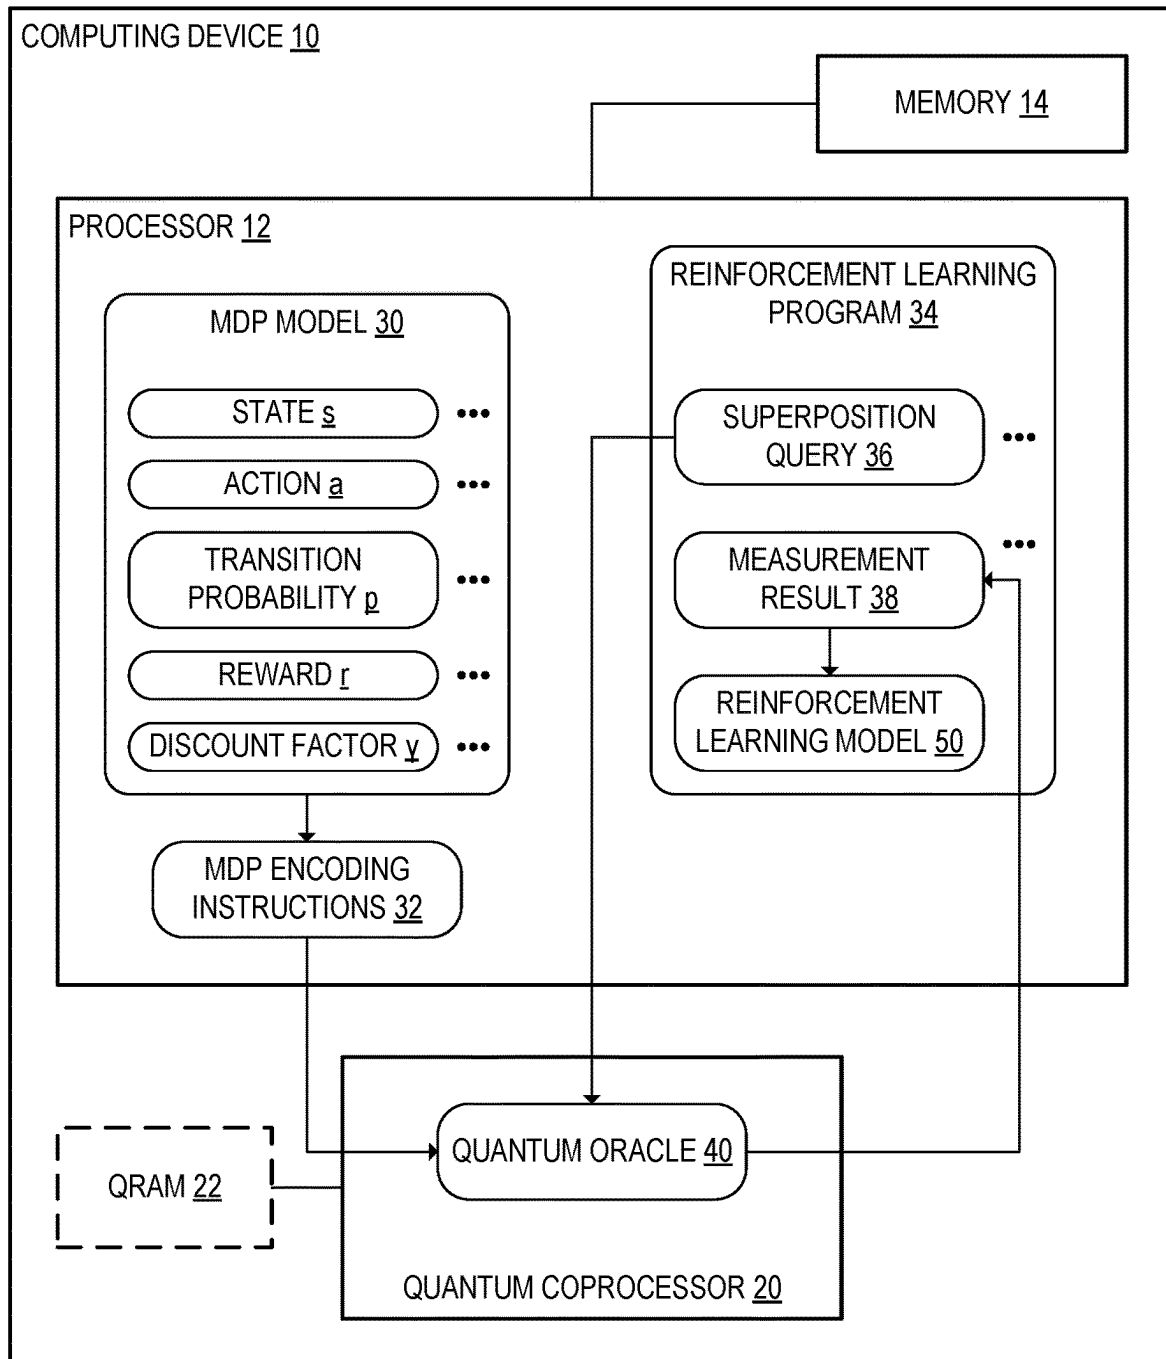 COMPUTING DEVICE 10
MEMORY 14
PROCESSOR 12
MDP MODEL 30
STATE s
•••
ACTION a
•••
TRANSITION
PROBABILITY p
•••
REWARD r
•••
DISCOUNT FACTOR γ
•••
MDP ENCODING
INSTRUCTIONS 32
REINFORCEMENT LEARNING
PROGRAM 34
SUPERPOSITION
QUERY 36
•••
MEASUREMENT
RESULT 38
•••
REINFORCEMENT
LEARNING MODEL 50
QRAM 22
QUANTUM ORACLE 40
QUANTUM COPROCESSOR 20